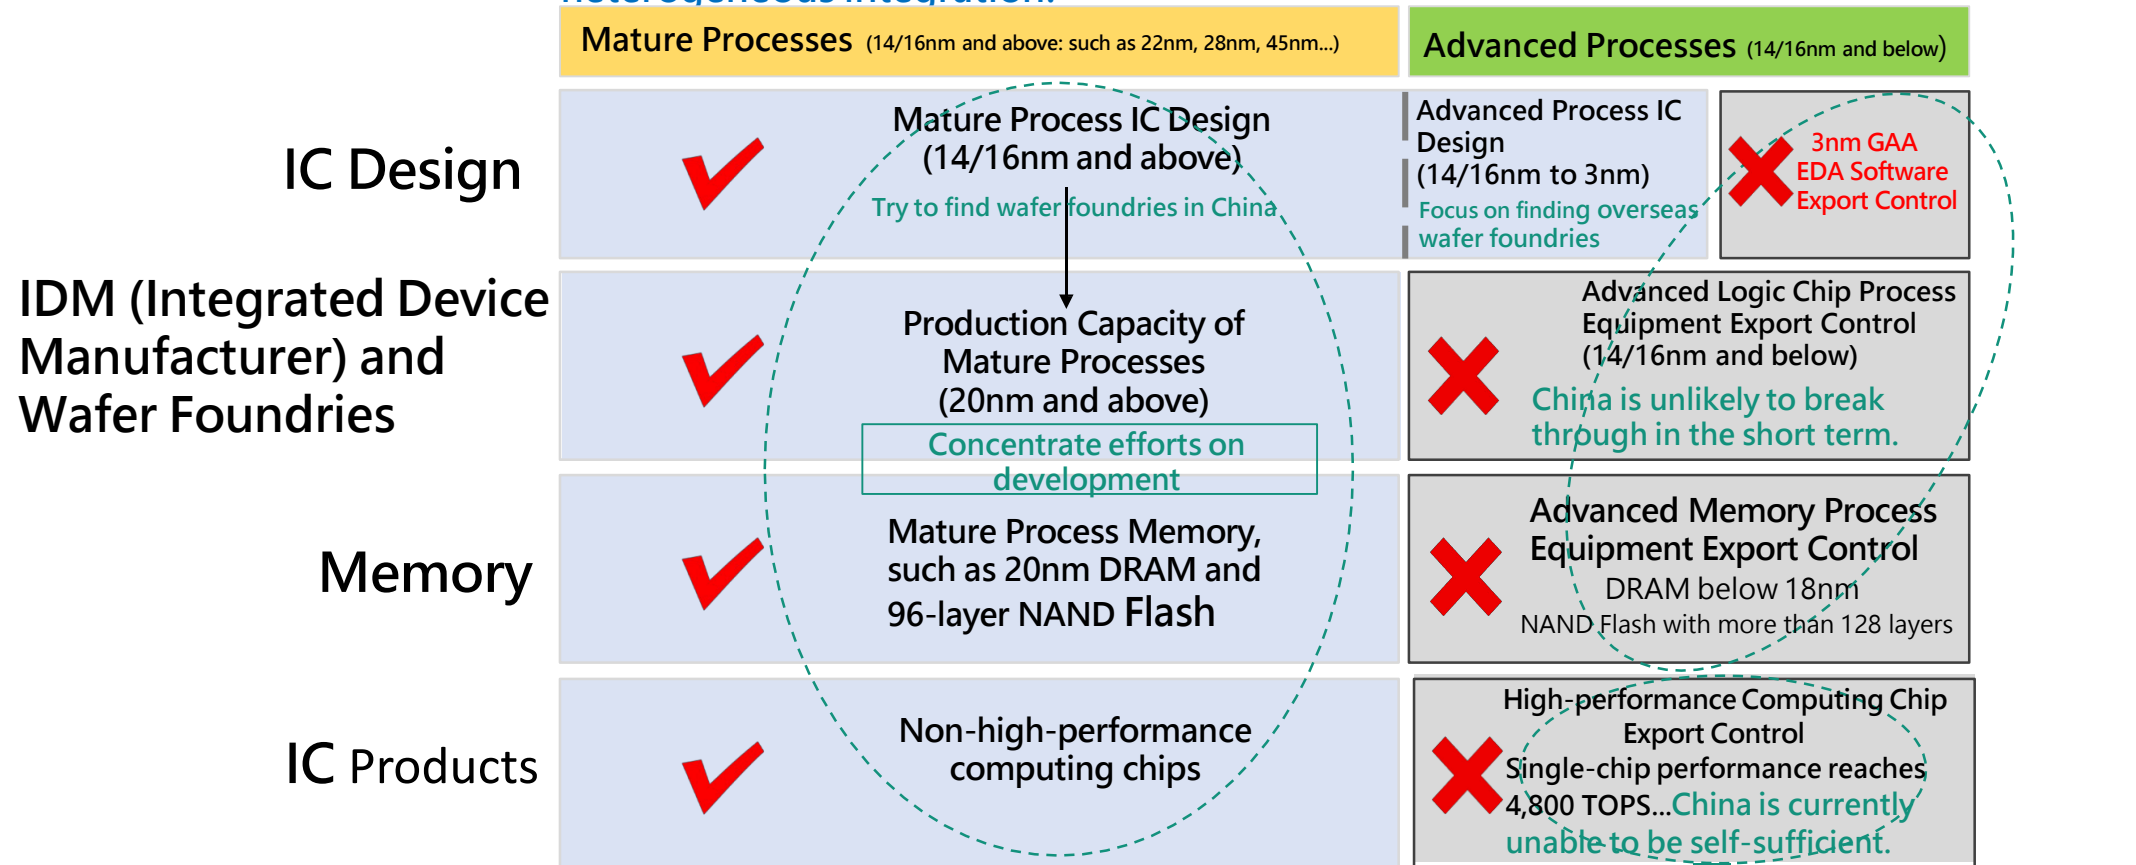 heterogeneous integration.
Mature Processes (14/16nm and above: such as 22nm, 28nm, 45nm...)
Advanced Processes (14/16nm and below)
IC Design
Mature Process IC Design
(14/16nm and above)
Try to find wafer foundries in China
Advanced Process IC
Design
(14/16nm to 3nm)
Focus on finding overseas
wafer foundries
3nm GAA
EDA Software
Export Control
IDM (Integrated Device
Manufacturer) and
Wafer Foundries
Production Capacity of
Mature Processes
(20nm and above)
Concentrate efforts on
development
Advanced Logic Chip Process
Equipment Export Control
(14/16nm and below)
China is unlikely to break
through in the short term.
Memory
Mature Process Memory,
such as 20nm DRAM and
96-layer NAND Flash
Advanced Memory Process
Equipment Export Control
DRAM below 18nm
NAND Flash with more than 128 layers
IC Products
Non-high-performance
computing chips
High-performance Computing Chip
Export Control
Single-chip performance reaches
4,800 TOPS...China is currently
unable to be self-sufficient.